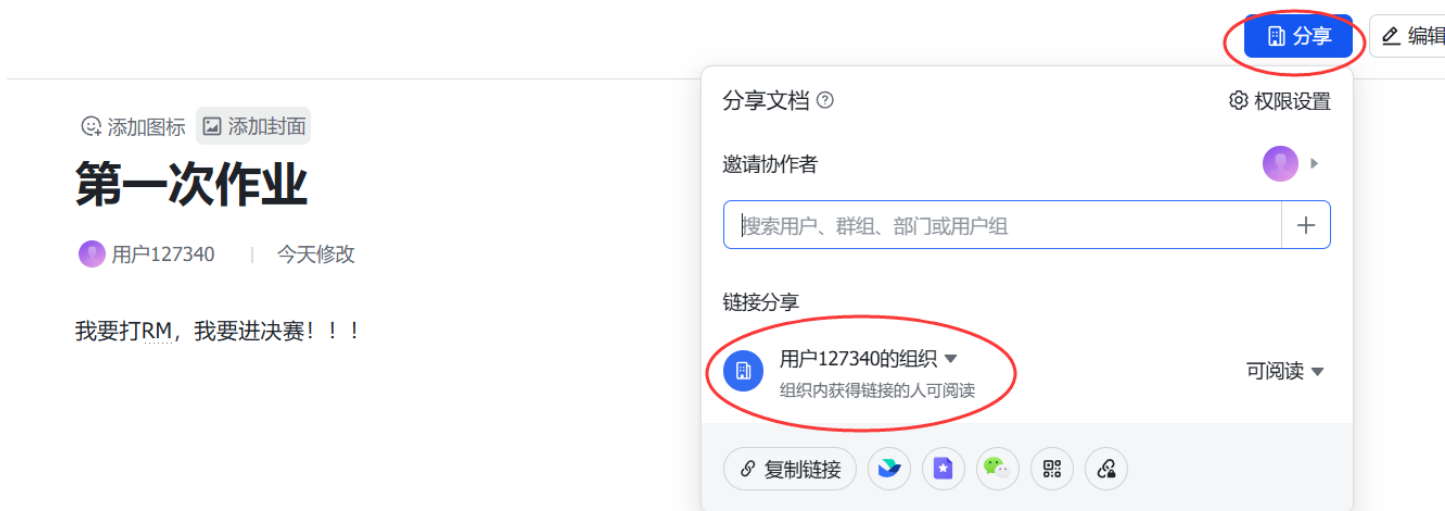 分享
编辑
分享文档
权限设置
添加图标
添加封面
邀请协作者
第一次作业
搜索用户、群组、部门或用户组
用户127340 | 今天修改
链接分享
我要打RM，我要进决赛！！！
用户127340的组织
可阅读
组织内获得链接的人可阅读
复制链接